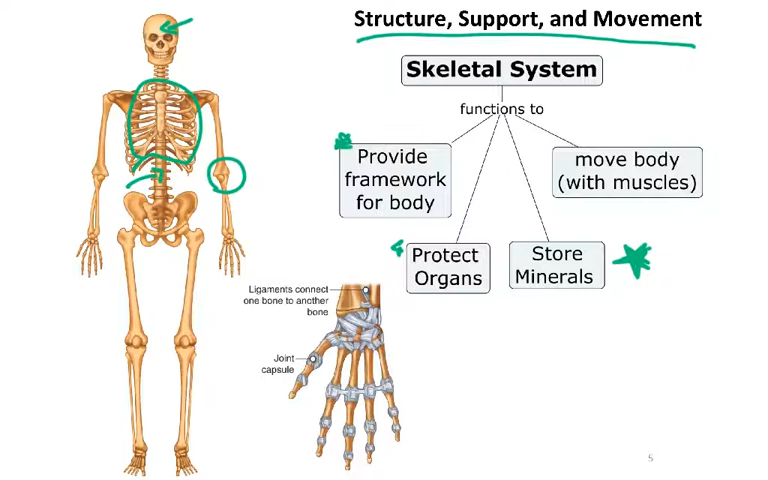 Structure, Support, and Movement
Skeletal System
functions to
Provide
framework
for body
move body
(with muscles)
Protect
Organs
Store
Minerals
Ligaments connect
one bone to another
bone
Joint
capsule
5